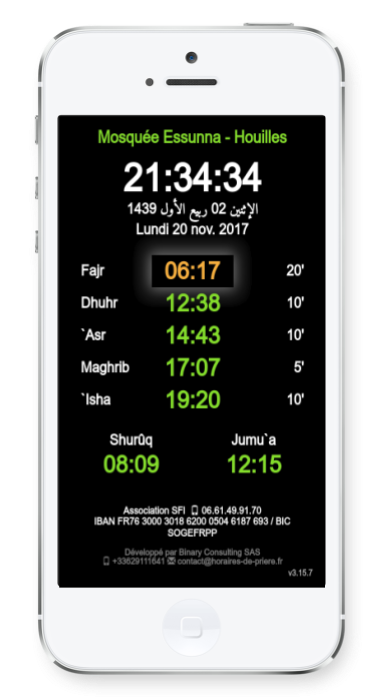 Mosquée Essunna - Houilles
21:34:34
الإثنين 02 ربيع الأول 1439
Lundi 20 nov. 2017
Fajr 06:17 20'
Dhuhr 12:38 10'
`Asr 14:43 10'
Maghrib 17:07 5'
`Isha 19:20 10'
Shurûq Jumu`a
08:09 12:15
Association SFI 06.61.49.91.70
IBAN FR76 3000 3018 6200 0504 6187 693 / BIC
SOGEFRPP
Développé par Binary Consulting SAS
+33629111641 contact@horaires-de-priere.fr
v3.15.7